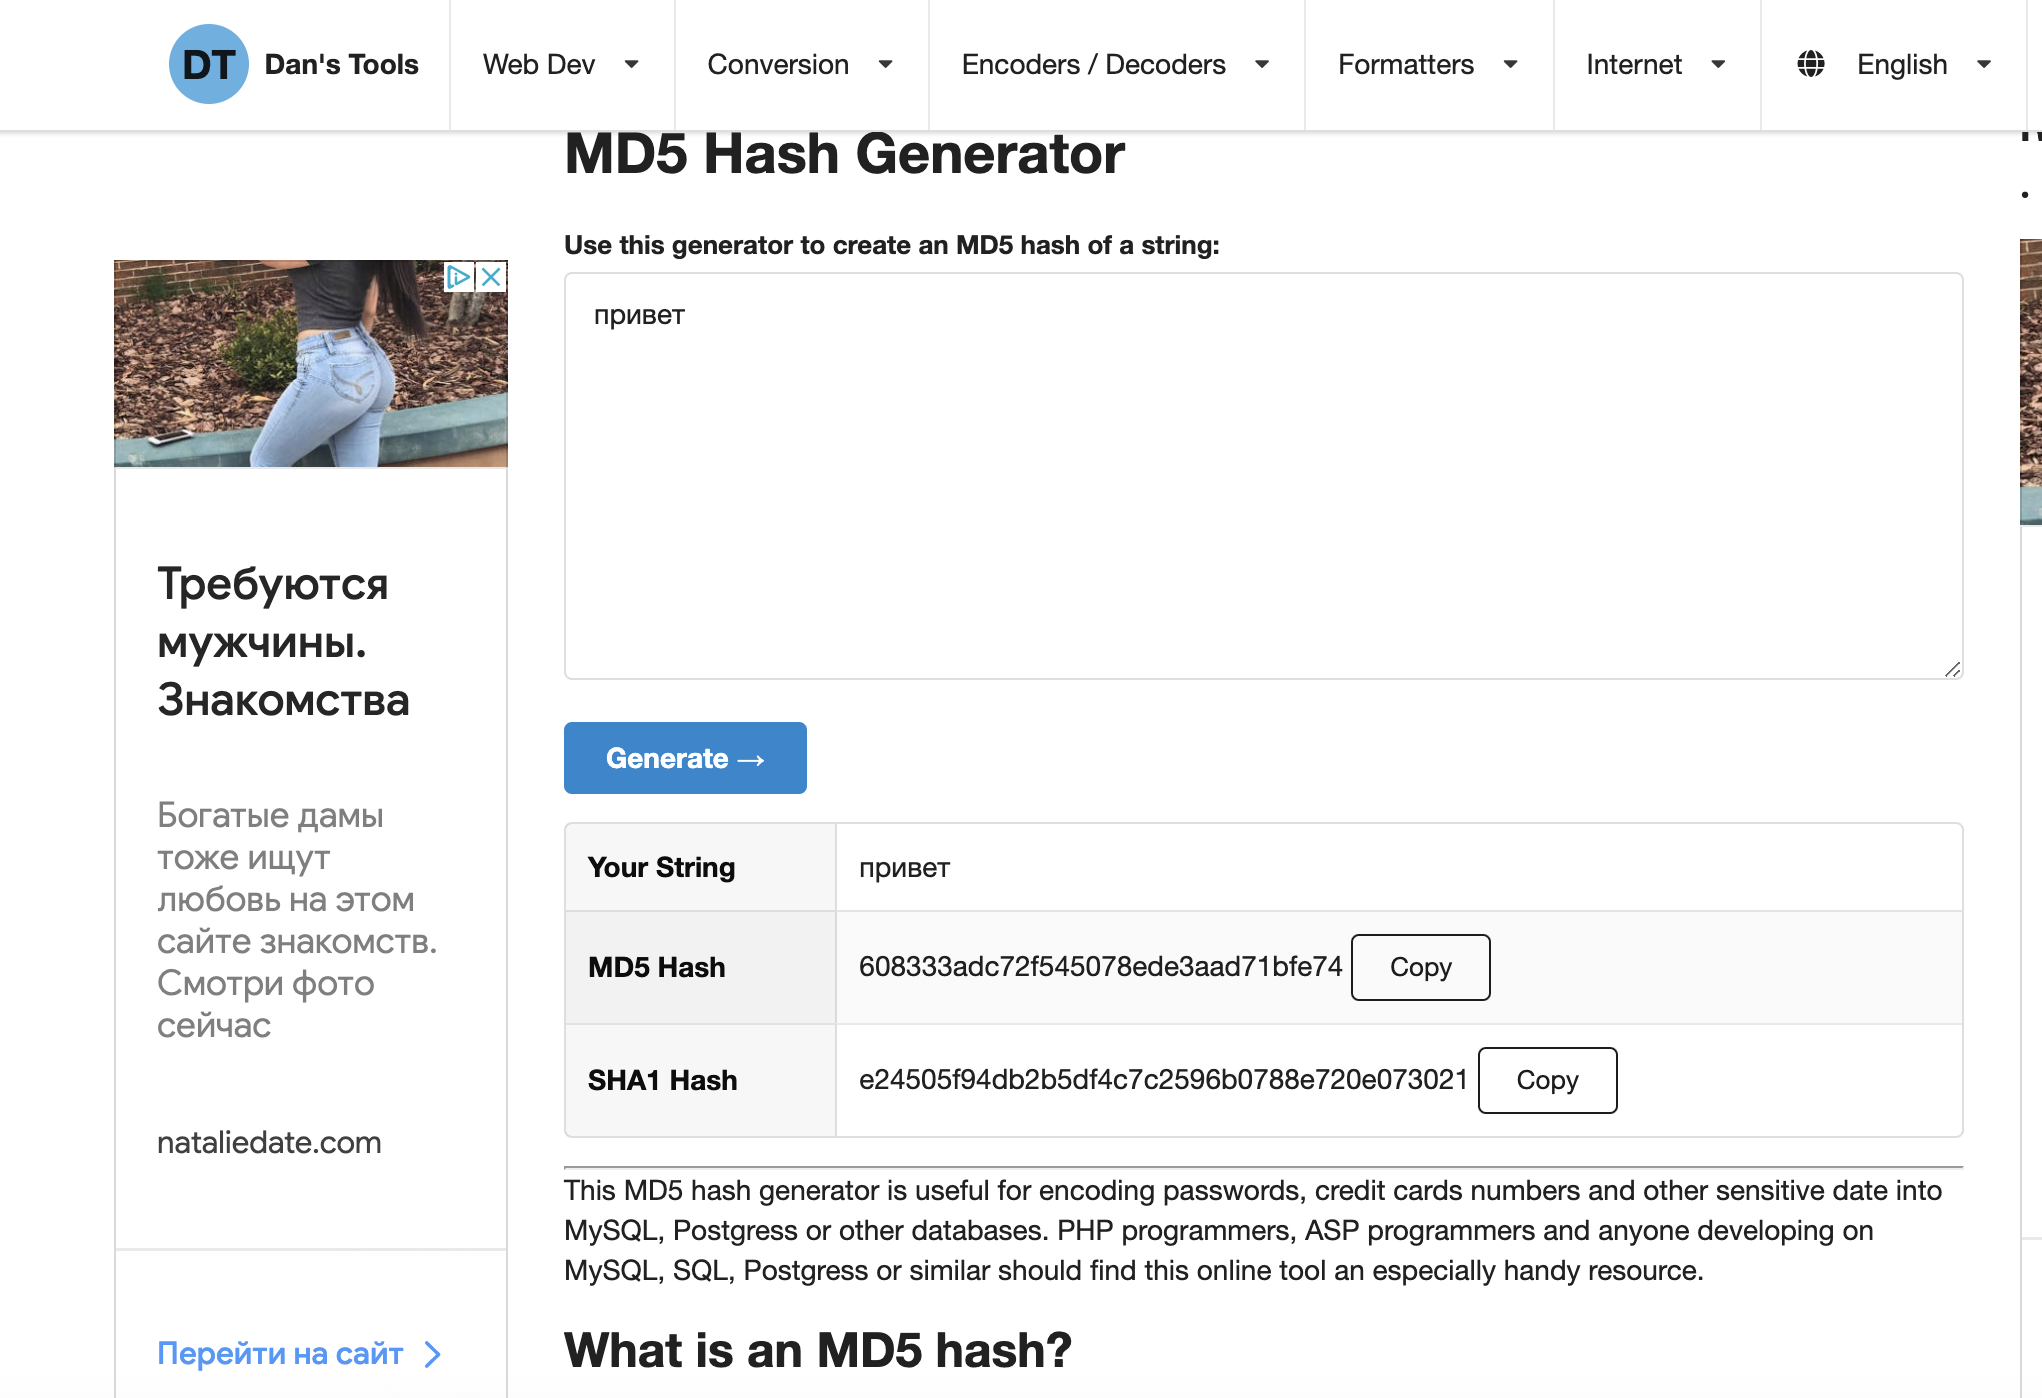 DT Dan's Tools Web Dev Conversion Encoders / Decoders Formatters Internet English
MD5 Hash Generator
Use this generator to create an MD5 hash of a string:
привет
Generate →
Your String привет
MD5 Hash 608333adc72f545078ede3aad71bfe74 Copy
SHA1 Hash e24505f94db2b5df4c7c2596b0788e720e073021 Copy
This MD5 hash generator is useful for encoding passwords, credit cards numbers and other sensitive date into
MySQL, Postgress or other databases. PHP programmers, ASP programmers and anyone developing on
MySQL, SQL, Postgress or similar should find this online tool an especially handy resource.
What is an MD5 hash?
Требуются
мужчины.
Знакомства
Богатые дамы
тоже ищут
любовь на этом
сайте знакомств.
Смотри фото
сейчас
nataliedate.com
Перейти на сайт